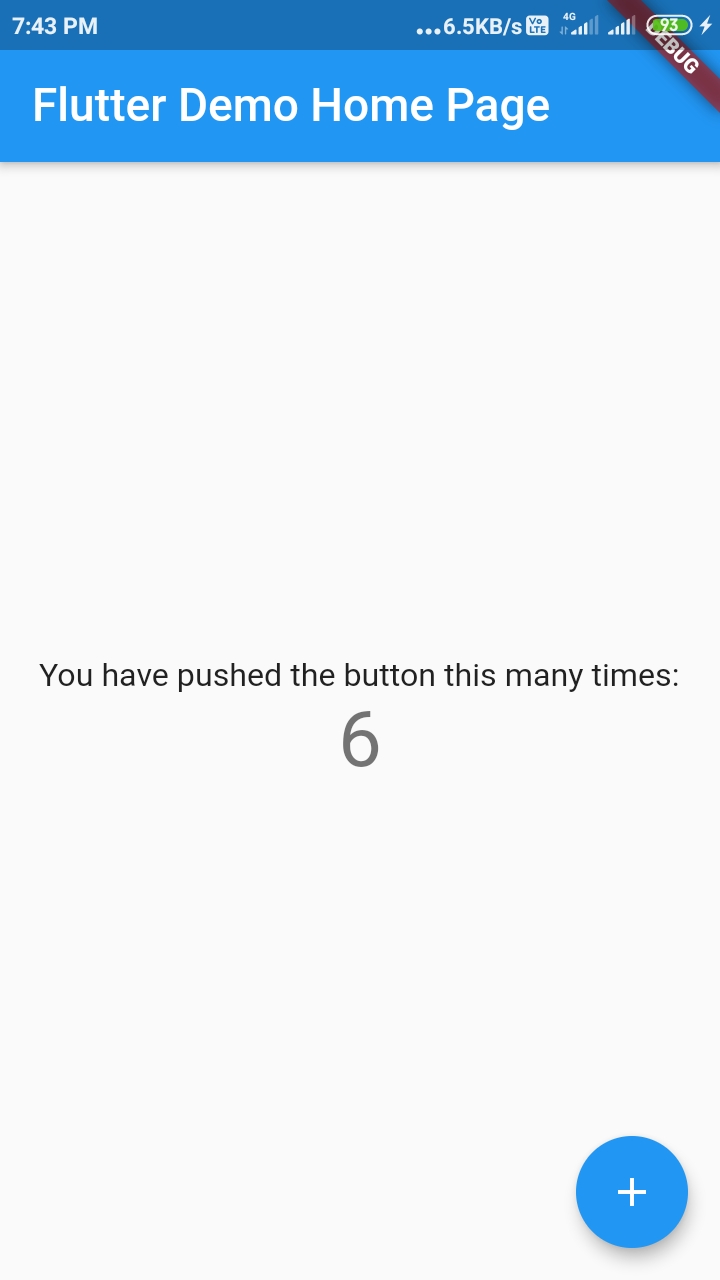 7:43 PM ...6.5KB/s Vo LTE 4G 93
DEBUG
Flutter Demo Home Page
You have pushed the button this many times:
6
+